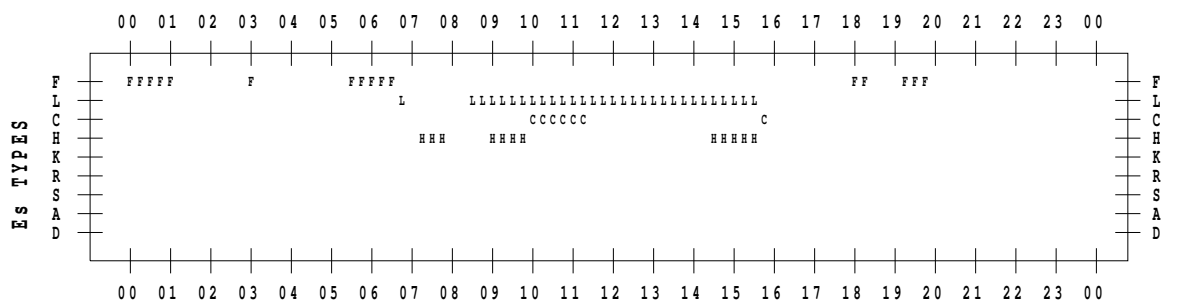 00 01 02 03 04 05 06 07 08 09 10 11 12 13 14 15 16 17 18 19 20 21 22 23 00
F FFFFF F FFFFF FF FFF F
L L LLLLLLLLLLLLLLLLLLLLLLLLLLLLL L
C CCCCCC C C
H HHH HHHH HHHHH H
K K
R R
S S
A A
D D
Es TYPES
00 01 02 03 04 05 06 07 08 09 10 11 12 13 14 15 16 17 18 19 20 21 22 23 00